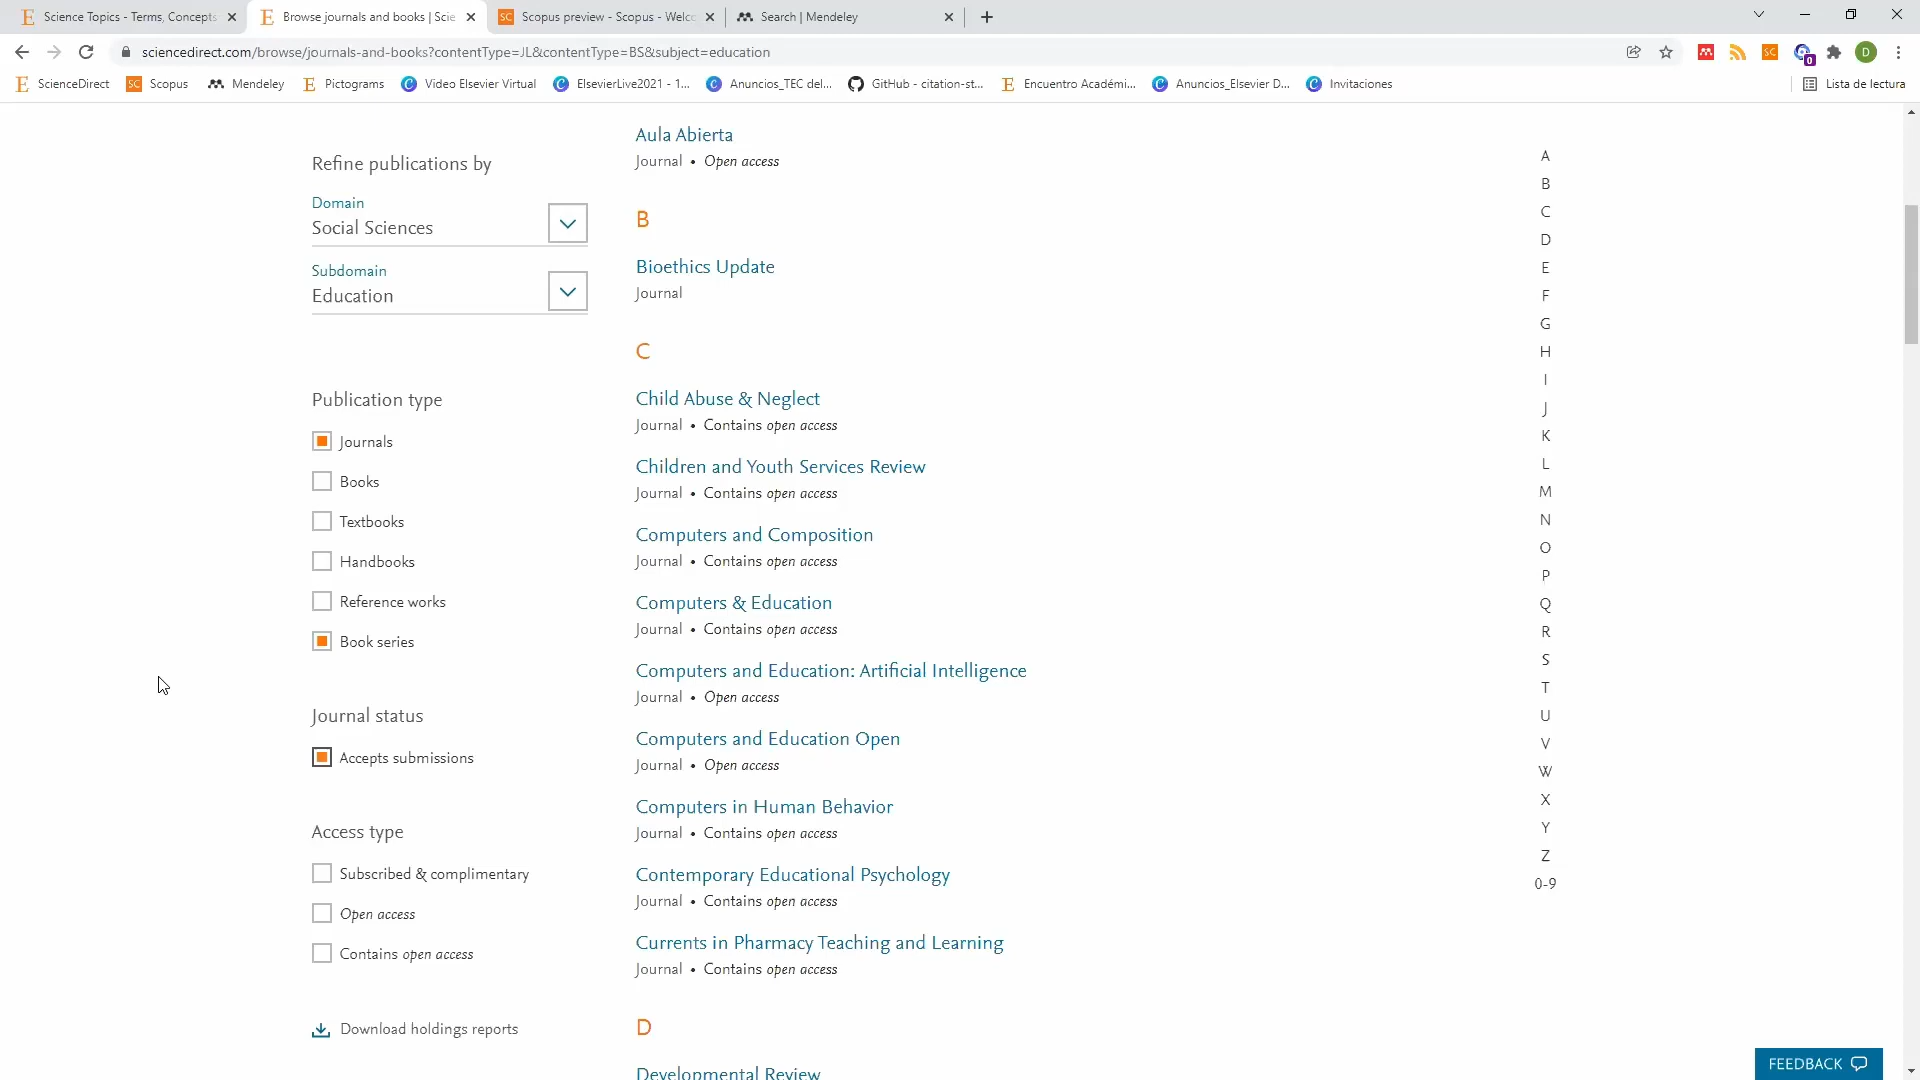 Science Topics - Terms, Concepts
Browse journals and books | Scie
SC Scopus preview - Scopus - Welco
Search | Mendeley
sciencedirect.com/browse/journals-and-books?contentType=JL&contentType=BS&subject=education
SC
D
0
ScienceDirect
SC Scopus
Mendeley
Pictograms
Video Elsevier Virtual
ElsevierLive2021 - 1...
Anuncios_TEC del...
GitHub - citation-st...
Encuentro Académi...
Anuncios_Elsevier D...
Invitaciones
Lista de lectura
Refine publications by
Domain
Social Sciences
Subdomain
Education
Publication type
Journals
Books
Textbooks
Handbooks
Reference works
Book series
Journal status
Accepts submissions
Access type
Subscribed & complimentary
Open access
Contains open access
Download holdings reports
Aula Abierta
Journal • Open access
B
Bioethics Update
Journal
C
Child Abuse & Neglect
Journal • Contains open access
Children and Youth Services Review
Journal • Contains open access
Computers and Composition
Journal • Contains open access
Computers & Education
Journal • Contains open access
Computers and Education: Artificial Intelligence
Journal • Open access
Computers and Education Open
Journal • Open access
Computers in Human Behavior
Journal • Contains open access
Contemporary Educational Psychology
Journal • Contains open access
Currents in Pharmacy Teaching and Learning
Journal • Contains open access
D
Developmental Review
A
B
C
D
E
F
G
H
I
J
K
L
M
N
O
P
Q
R
S
T
U
V
W
X
Y
Z
0-9
FEEDBACK